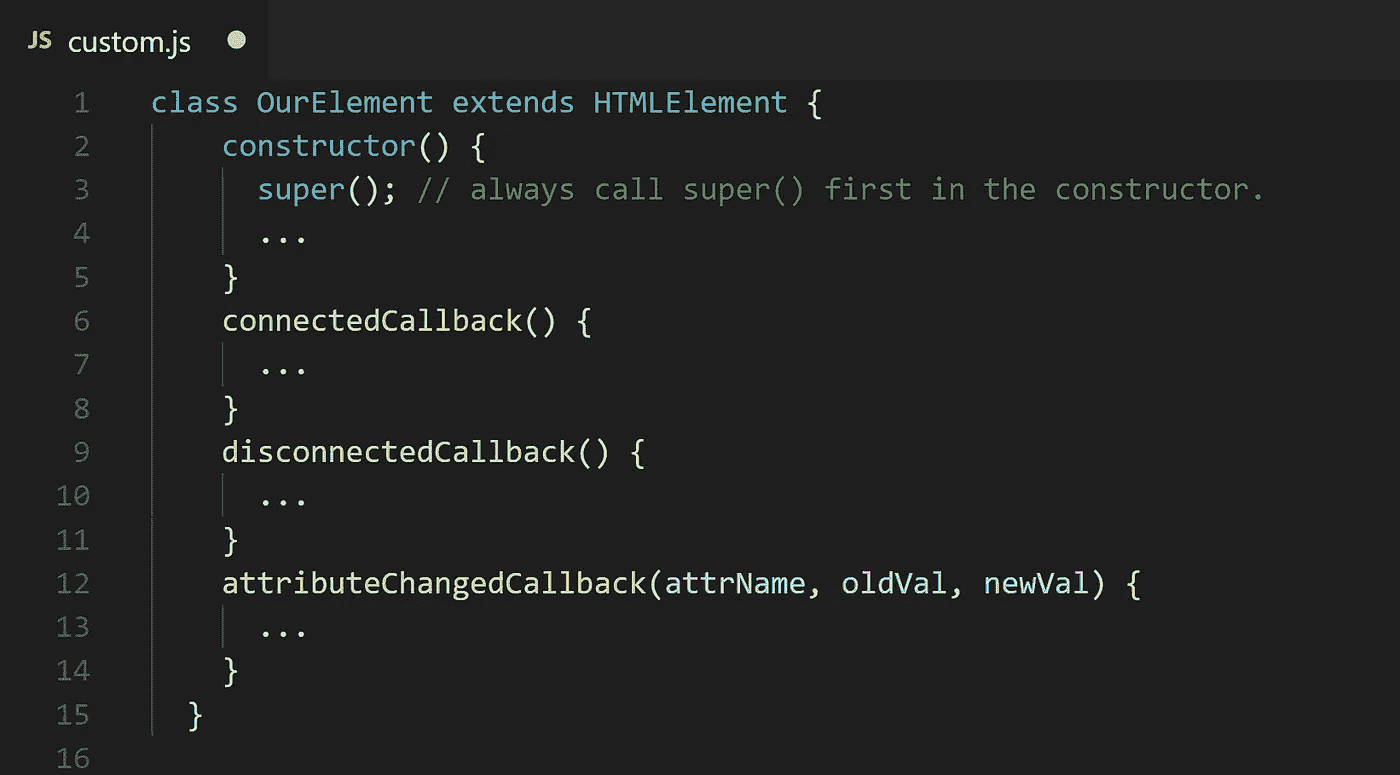 JS custom.js
1 class OurElement extends HTMLElement {
2 constructor() {
3 super(); // always call super() first in the constructor.
4 ...
5 }
6 connectedCallback() {
7 ...
8 }
9 disconnectedCallback() {
10 ...
11 }
12 attributeChangedCallback(attrName, oldVal, newVal) {
13 ...
14 }
15 }
16